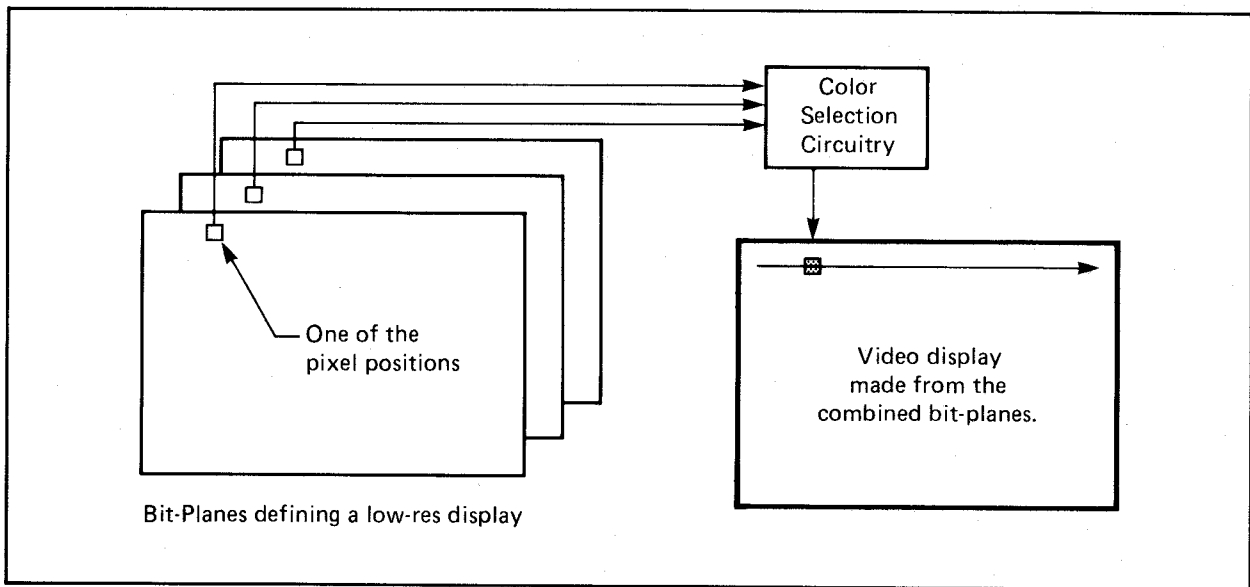 Color
Selection
Circuitry
One of the
pixel positions
Video display
made from the
combined bit-planes.
Bit-Planes defining a low-res display